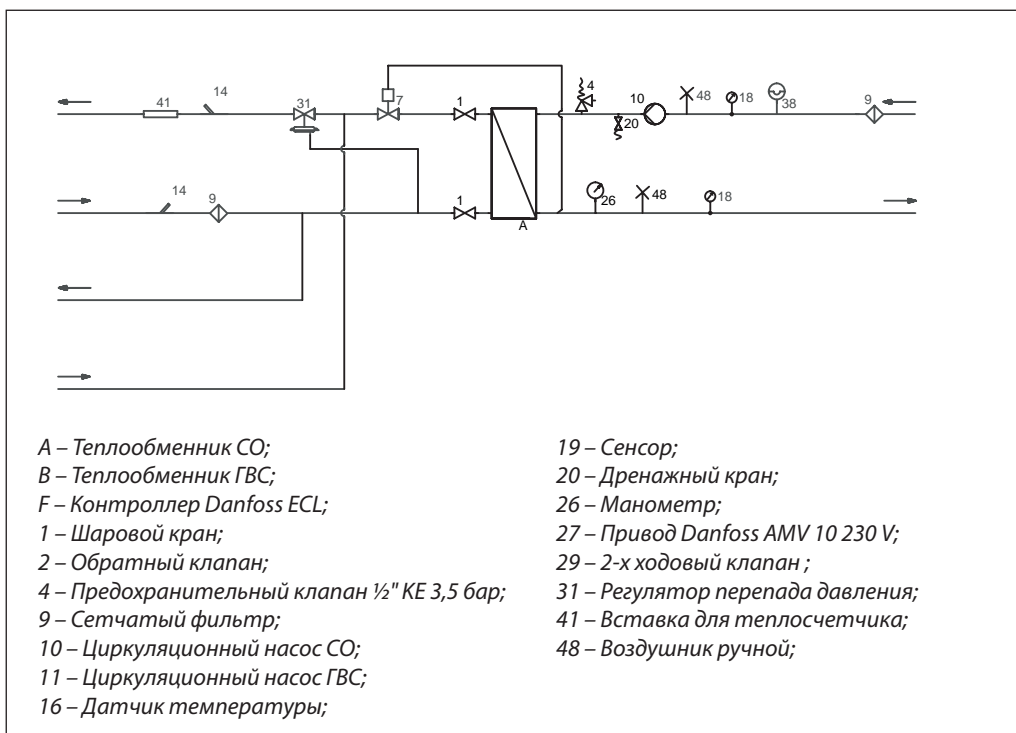 14
41
31
7
1
4
10
48
18
38
9
20
14
9
1
26
48
18
A
A – Теплообменник СО;
B – Теплообменник ГВС;
F – Контроллер Danfoss ECL;
1 – Шаровой кран;
2 – Обратный клапан;
4 – Предохранительный клапан ½" KE 3,5 бар;
9 – Сетчатый фильтр;
10 – Циркуляционный насос СО;
11 – Циркуляционный насос ГВС;
16 – Датчик температуры;
19 – Сенсор;
20 – Дренажный кран;
26 – Манометр;
27 – Привод Danfoss AMV 10 230 V;
29 – 2-х ходовый клапан ;
31 – Регулятор перепада давления;
41 – Вставка для теплосчетчика;
48 – Воздушник ручной;